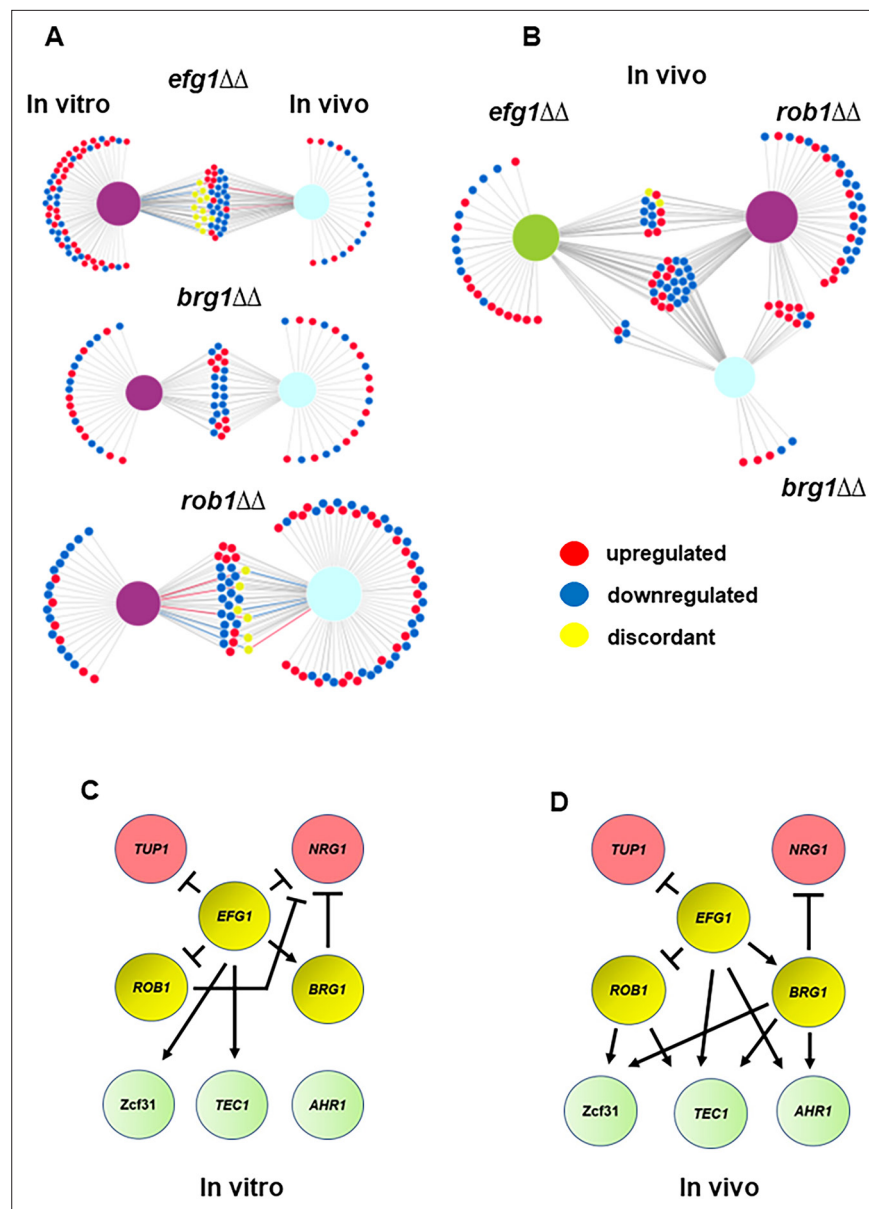 A
efg1ΔΔ
In vitro
In vivo
brg1ΔΔ
rob1ΔΔ
B
In vivo
efg1ΔΔ
rob1ΔΔ
brg1ΔΔ
upregulated
downregulated
discordant
C
TUP1
NRG1
EFG1
ROB1
BRG1
Zcf31
TEC1
AHR1
In vitro
D
TUP1
NRG1
EFG1
ROB1
BRG1
Zcf31
TEC1
AHR1
In vivo